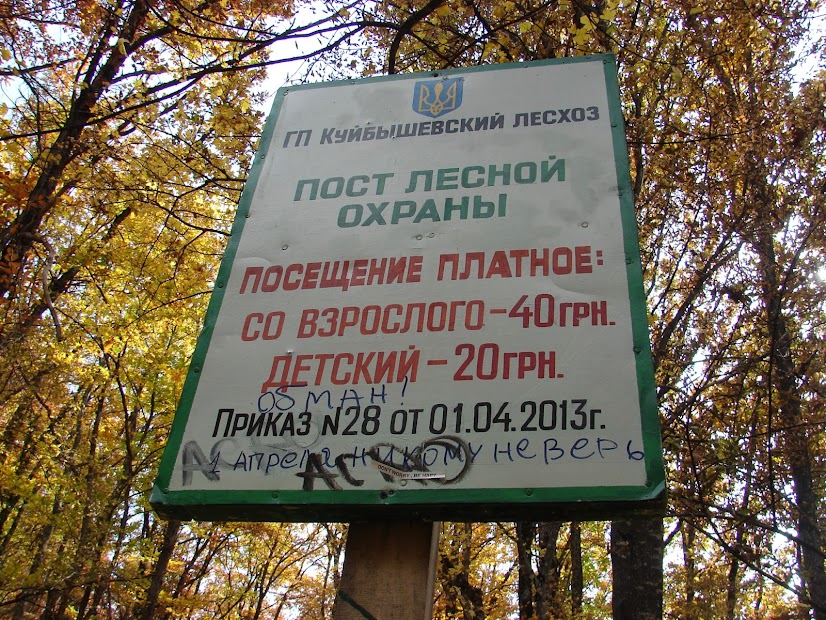 ГП КУЙБЫШЕВСКИЙ ЛЕСХОЗ
ПОСТ ЛЕСНОЙ
ОХРАНЫ
ПОСЕЩЕНИЕ ПЛАТНОЕ:
СО ВЗРОСЛОГО – 40 ГРН.
ДЕТСКИЙ – 20 ГРН.
ОБМАН!
ПРИКАЗ N28 ОТ 01.04.2013г.
1 АПРЕЛЯ НИКОМУ НЕ ВЕРЬ